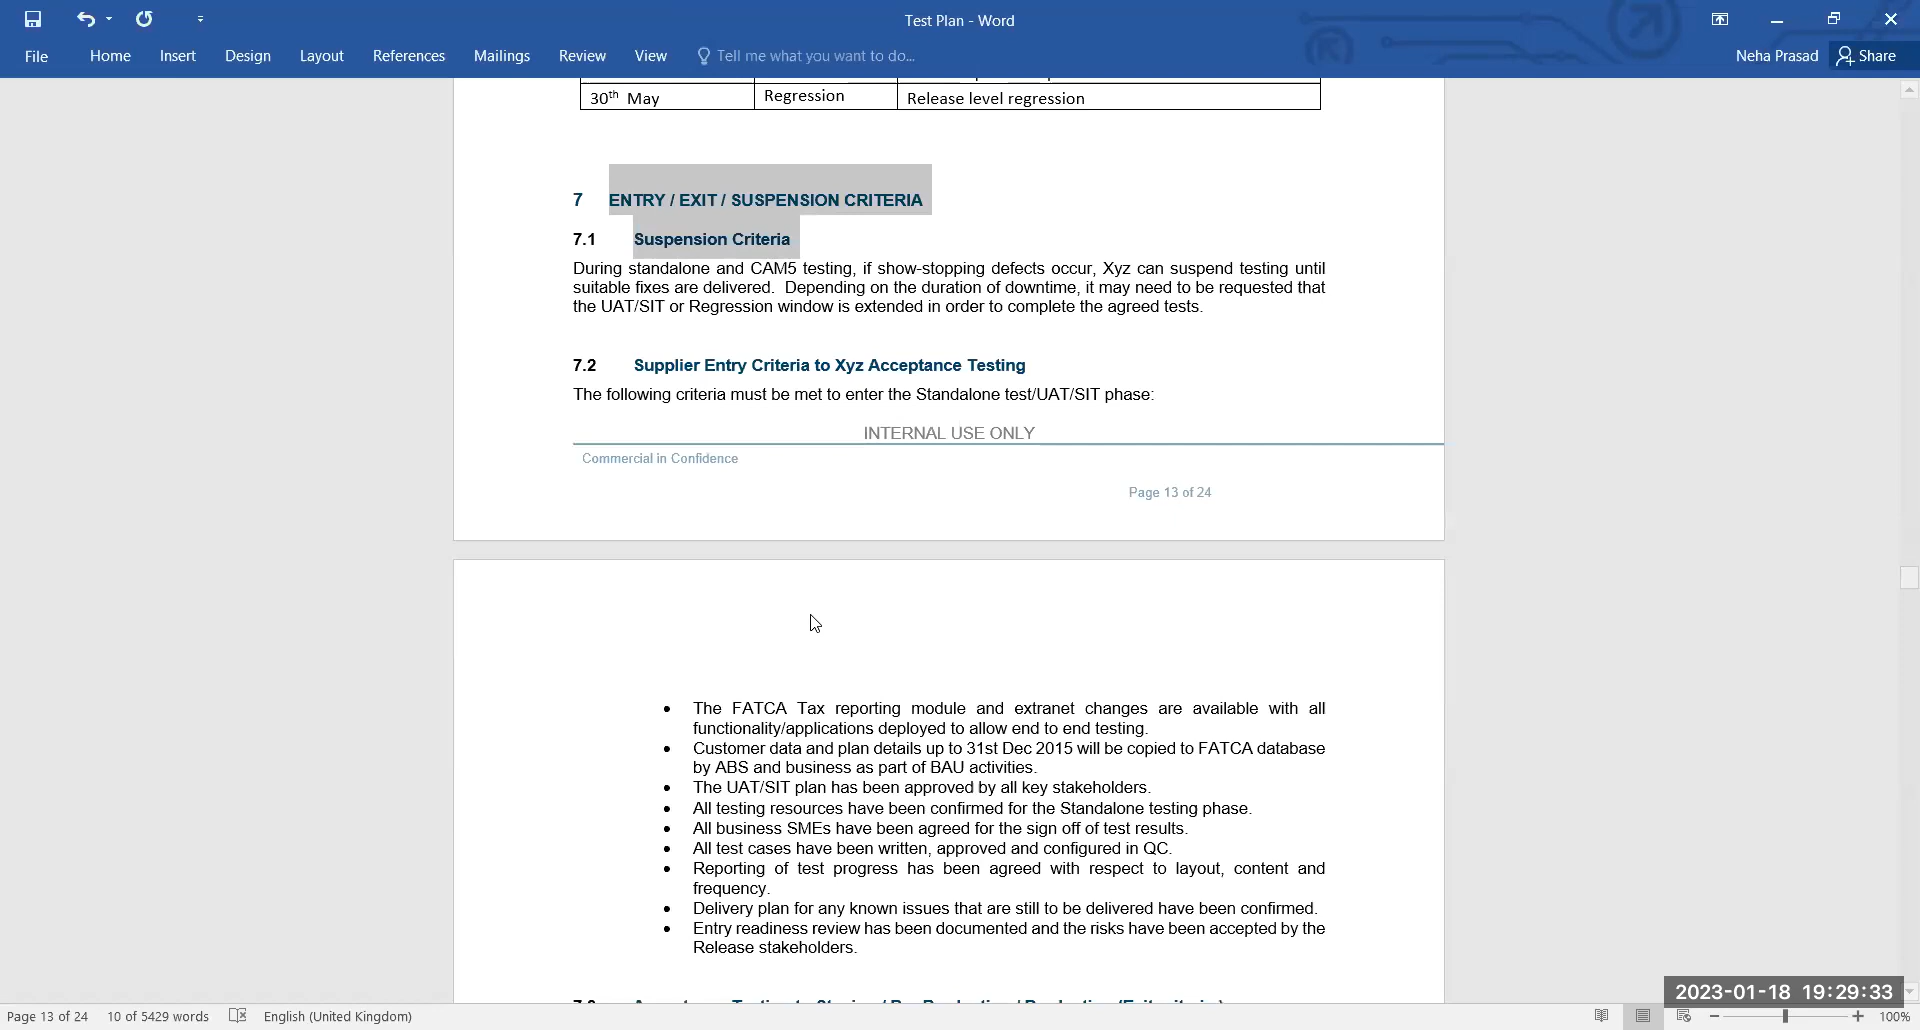 Test Plan - Word
File Home Insert Design Layout References Mailings Review View Tell me what you want to do... Neha Prasad Share
30th May Regression Release level regression
7 ENTRY / EXIT / SUSPENSION CRITERIA
7.1 Suspension Criteria
During standalone and CAM5 testing, if show-stopping defects occur, Xyz can suspend testing until
suitable fixes are delivered. Depending on the duration of downtime, it may need to be requested that
the UAT/SIT or Regression window is extended in order to complete the agreed tests.
7.2 Supplier Entry Criteria to Xyz Acceptance Testing
The following criteria must be met to enter the Standalone test/UAT/SIT phase:
INTERNAL USE ONLY
Commercial in Confidence
Page 13 of 24
• The FATCA Tax reporting module and extranet changes are available with all
functionality/applications deployed to allow end to end testing.
• Customer data and plan details up to 31st Dec 2015 will be copied to FATCA database
by ABS and business as part of BAU activities.
• The UAT/SIT plan has been approved by all key stakeholders.
• All testing resources have been confirmed for the Standalone testing phase.
• All business SMEs have been agreed for the sign off of test results.
• All test cases have been written, approved and configured in QC.
• Reporting of test progress has been agreed with respect to layout, content and
frequency.
• Delivery plan for any known issues that are still to be delivered have been confirmed.
• Entry readiness review has been documented and the risks have been accepted by the
Release stakeholders.
2023-01-18 19:29:33
Page 13 of 24 10 of 5429 words English (United Kingdom) 100%